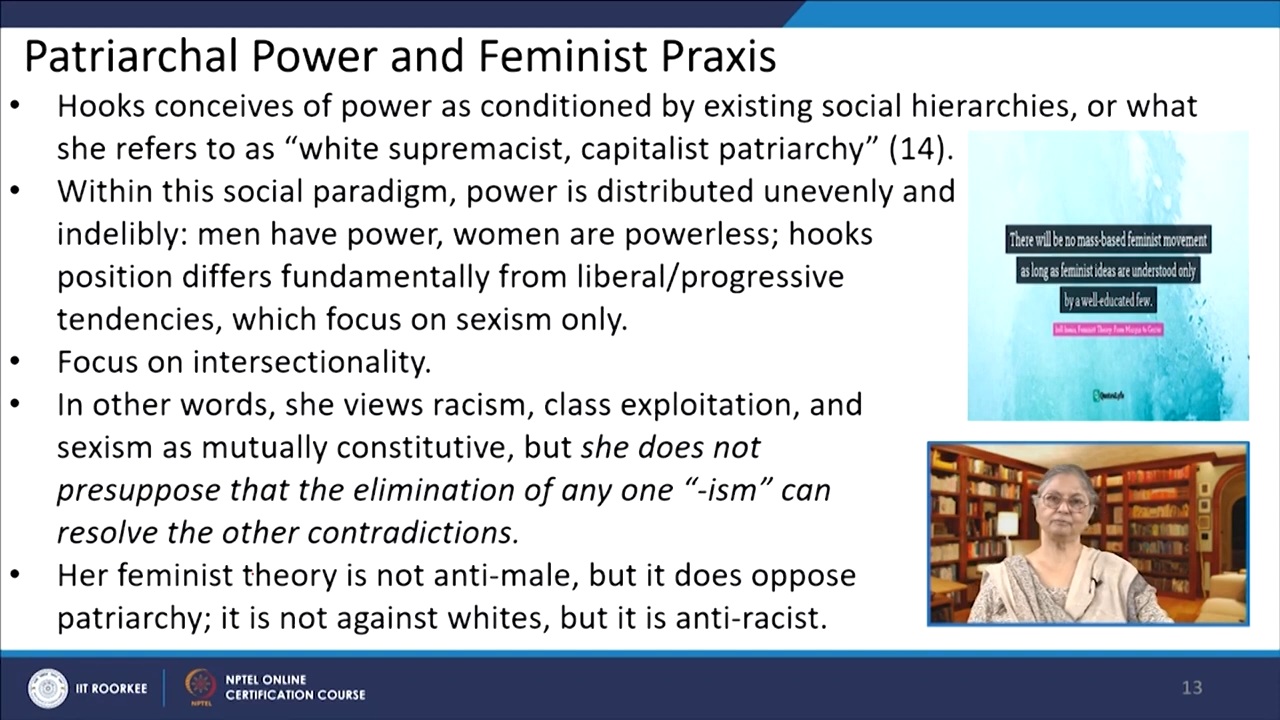 Patriarchal Power and Feminist Praxis
• Hooks conceives of power as conditioned by existing social hierarchies, or what
she refers to as “white supremacist, capitalist patriarchy” (14).
• Within this social paradigm, power is distributed unevenly and
indelibly: men have power, women are powerless; hooks
position differs fundamentally from liberal/progressive
tendencies, which focus on sexism only.
• Focus on intersectionality.
• In other words, she views racism, class exploitation, and
sexism as mutually constitutive, but she does not
presuppose that the elimination of any one “-ism” can
resolve the other contradictions.
• Her feminist theory is not anti-male, but it does oppose
patriarchy; it is not against whites, but it is anti-racist.
There will be no mass-based feminist movement
as long as feminist ideas are understood only
by a well-educated few.
Feminist Theory: From Margin to Center
IIT ROORKEE
NPTEL
NPTEL ONLINE
CERTIFICATION COURSE
13